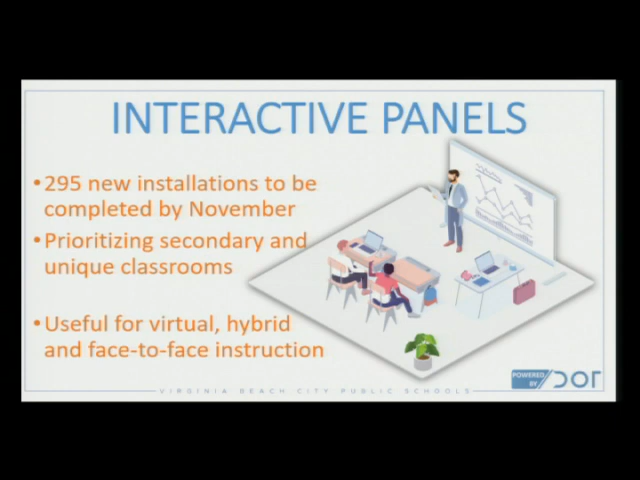 INTERACTIVE PANELS
• 295 new installations to be
completed by November
• Prioritizing secondary and
unique classrooms
• Useful for virtual, hybrid
and face-to-face instruction
VIRGINIA BEACH CITY PUBLIC SCHOOLS
POWERED
BY
DOT